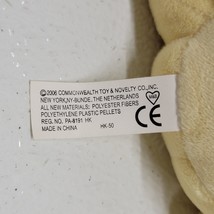 ©2006 COMMONWEALTH TOY & NOVELTY CO., INC.
NEW YORK,NY-BUNDE, THE NETHERLANDS
ALL NEW MATERIALS: POLYESTER FIBERS
POLYETHYLENE PLASTIC PELLETS
REG. NO. PA-8191 HK
MADE IN CHINA HK-50
CE